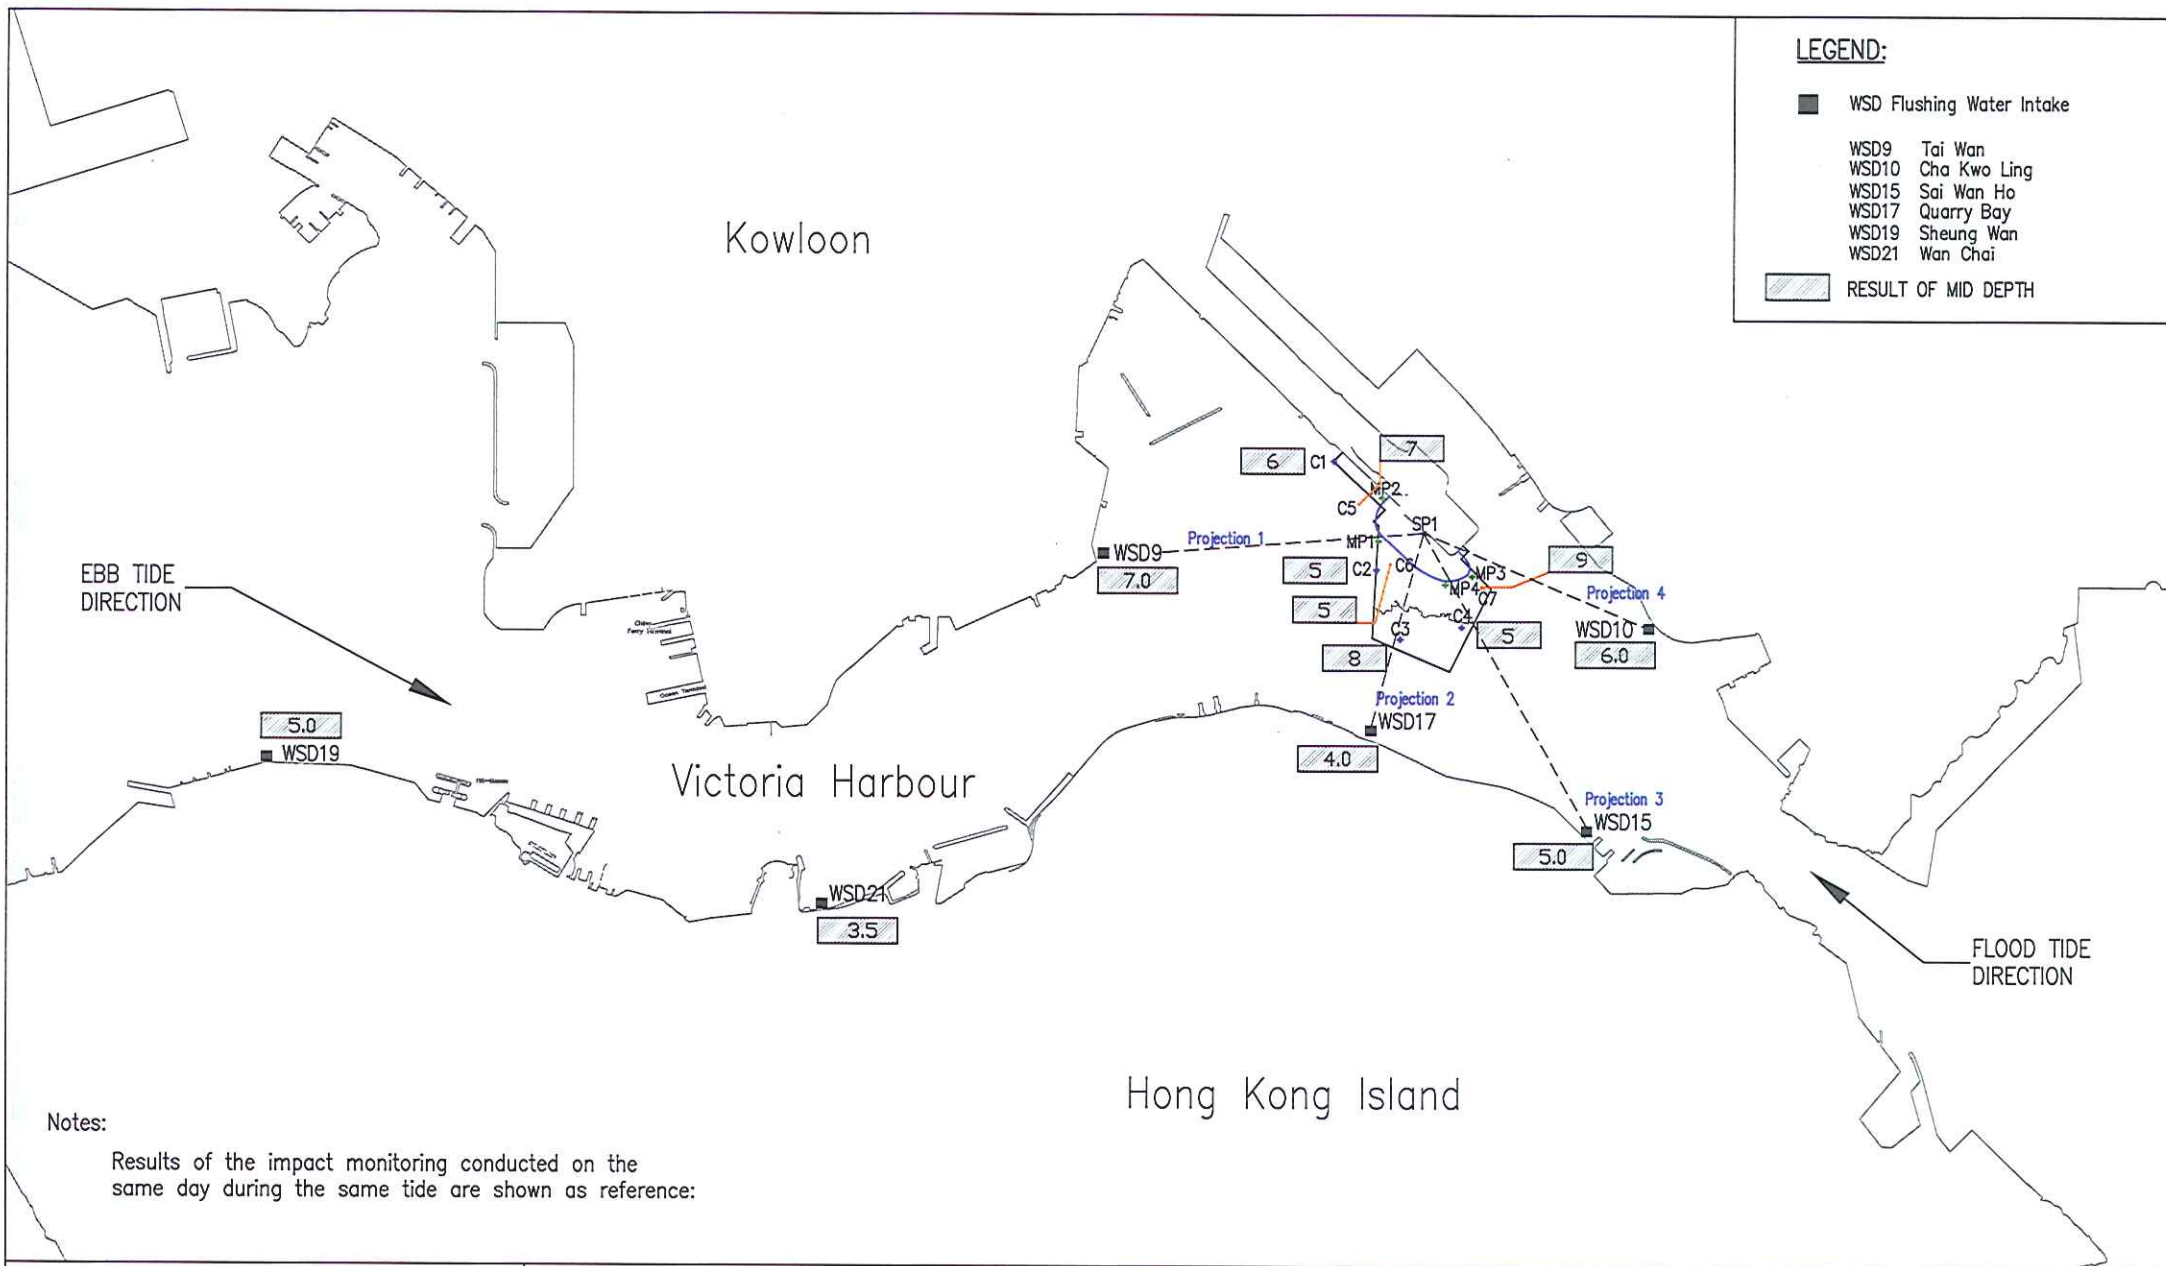 LEGEND:
WSD Flushing Water Intake
WSD9 Tai Wan
WSD10 Cha Kwo Ling
WSD15 Sai Wan Ho
WSD17 Quarry Bay
WSD19 Sheung Wan
WSD21 Wan Chai
RESULT OF MID DEPTH
Kowloon
7
6 C1
MP2
C5
SP1
Projection 1
MP1
WSD9
7.0
5 C2
C6
9
MP3
MP4
C7
5
Projection 4
EBB TIDE
DIRECTION
China
Ferry Terminal
C3
C4
5
WSD10
6.0
8
Ocean Terminal
Projection 2
WSD17
4.0
5.0
WSD19
Victoria Harbour
Projection 3
WSD15
5.0
WSD21
3.5
FLOOD TIDE
DIRECTION
Hong Kong Island
Notes:
Results of the impact monitoring conducted on the
same day during the same tide are shown as reference: